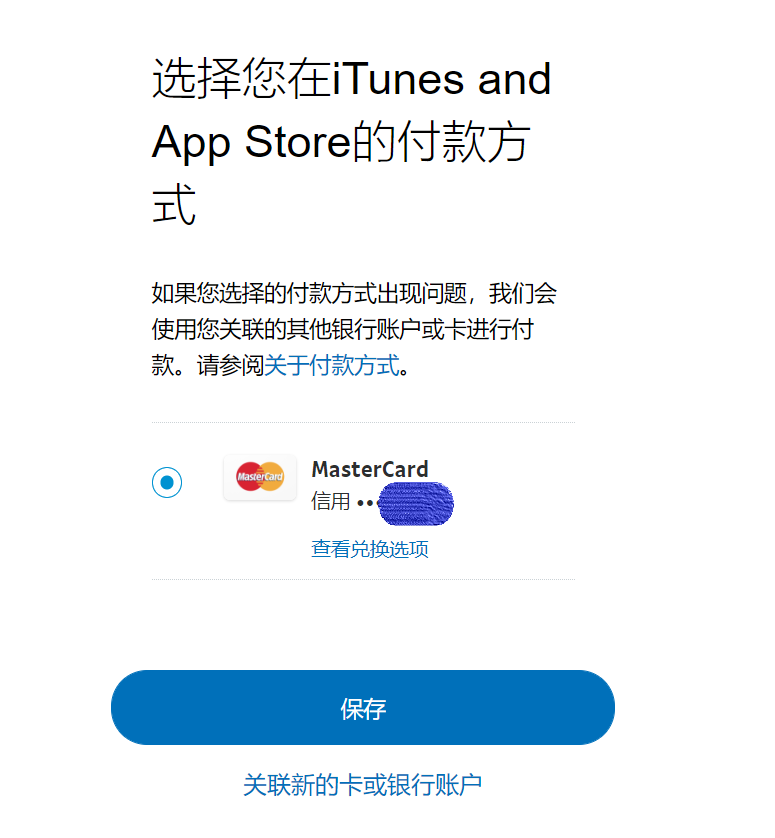 选择您在iTunes and
App Store的付款方
式
如果您选择的付款方式出现问题，我们会
使用您关联的其他银行账户或卡进行付
款。请参阅关于付款方式。
MasterCard
MasterCard
信用 ••
查看兑换选项
保存
关联新的卡或银行账户